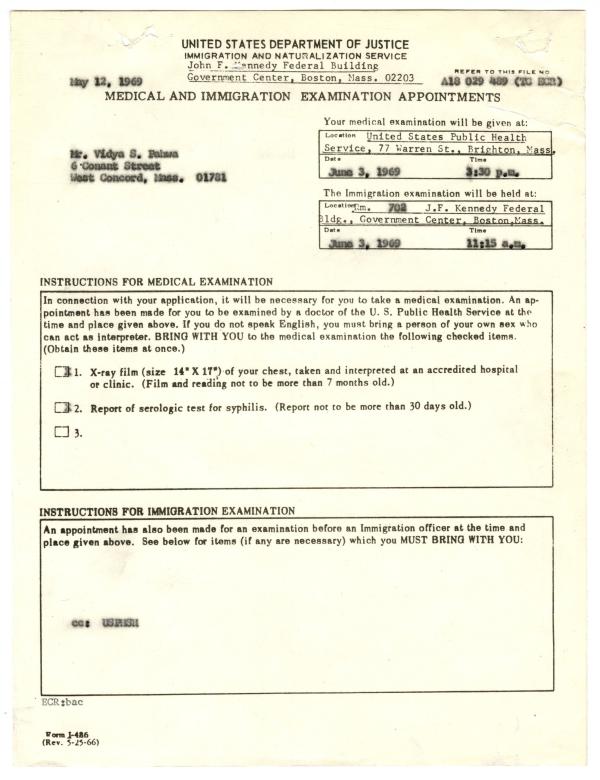 UNITED STATES DEPARTMENT OF JUSTICE
IMMIGRATION AND NATURALIZATION SERVICE
John F. Kennedy Federal Building
Government Center, Boston, Mass. 02203
May 12, 1969
REFER TO THIS FILE NO
A18 029 489 (TC ECR)
MEDICAL AND IMMIGRATION EXAMINATION APPOINTMENTS
Your medical examination will be given at:
Location United States Public Health
Service, 77 Warren St., Brighton, Mass.
Date Time
June 3, 1969 3:30 p.m.
Mr. Vidya S. Pahwa
6 Conant Street
West Concord, Mass. 01781
The Immigration examination will be held at:
Location Rm. 702 J.F. Kennedy Federal
Bldg., Government Center, Boston,Mass.
Date Time
June 3, 1969 11:15 a.m.
INSTRUCTIONS FOR MEDICAL EXAMINATION
In connection with your application, it will be necessary for you to take a medical examination. An ap-
pointment has been made for you to be examined by a doctor of the U. S. Public Health Service at the
time and place given above. If you do not speak English, you must bring a person of your own sex who
can act as interpreter. BRING WITH YOU to the medical examination the following checked items.
(Obtain these items at once.)
1. X-ray film (size 14" X 17") of your chest, taken and interpreted at an accredited hospital
or clinic. (Film and reading not to be more than 7 months old.)
2. Report of serologic test for syphilis. (Report not to be more than 30 days old.)
3.
INSTRUCTIONS FOR IMMIGRATION EXAMINATION
An appointment has also been made for an examination before an Immigration officer at the time and
place given above. See below for items (if any are necessary) which you MUST BRING WITH YOU:
cc:
ECR:bac
Form I-486
(Rev. 5-25-66)